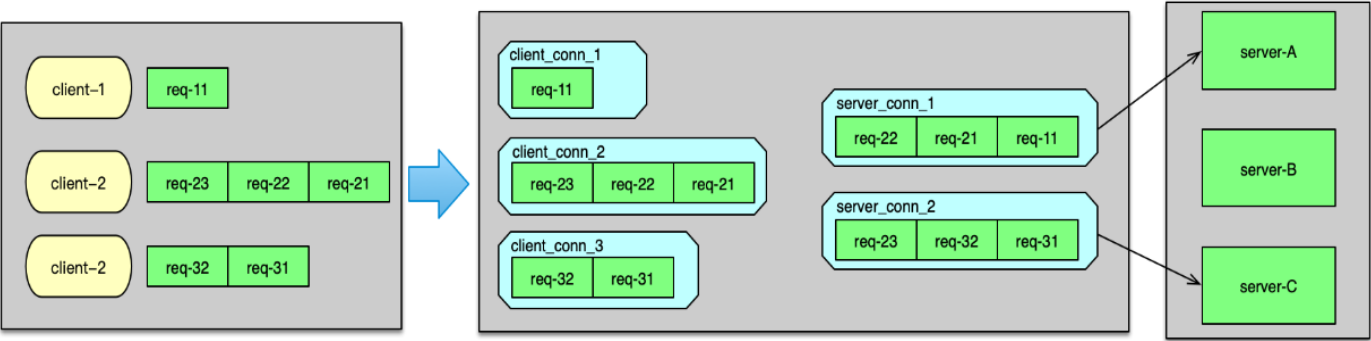 client–1
req-11
client–2
req-23 req-22 req-21
client–2
req-32 req-31
client_conn_1
req-11
client_conn_2
req-23 req-22 req-21
client_conn_3
req-32 req-31
server_conn_1
req-22 req-21 req-11
server_conn_2
req-23 req-32 req-31
server-A
server-B
server-C